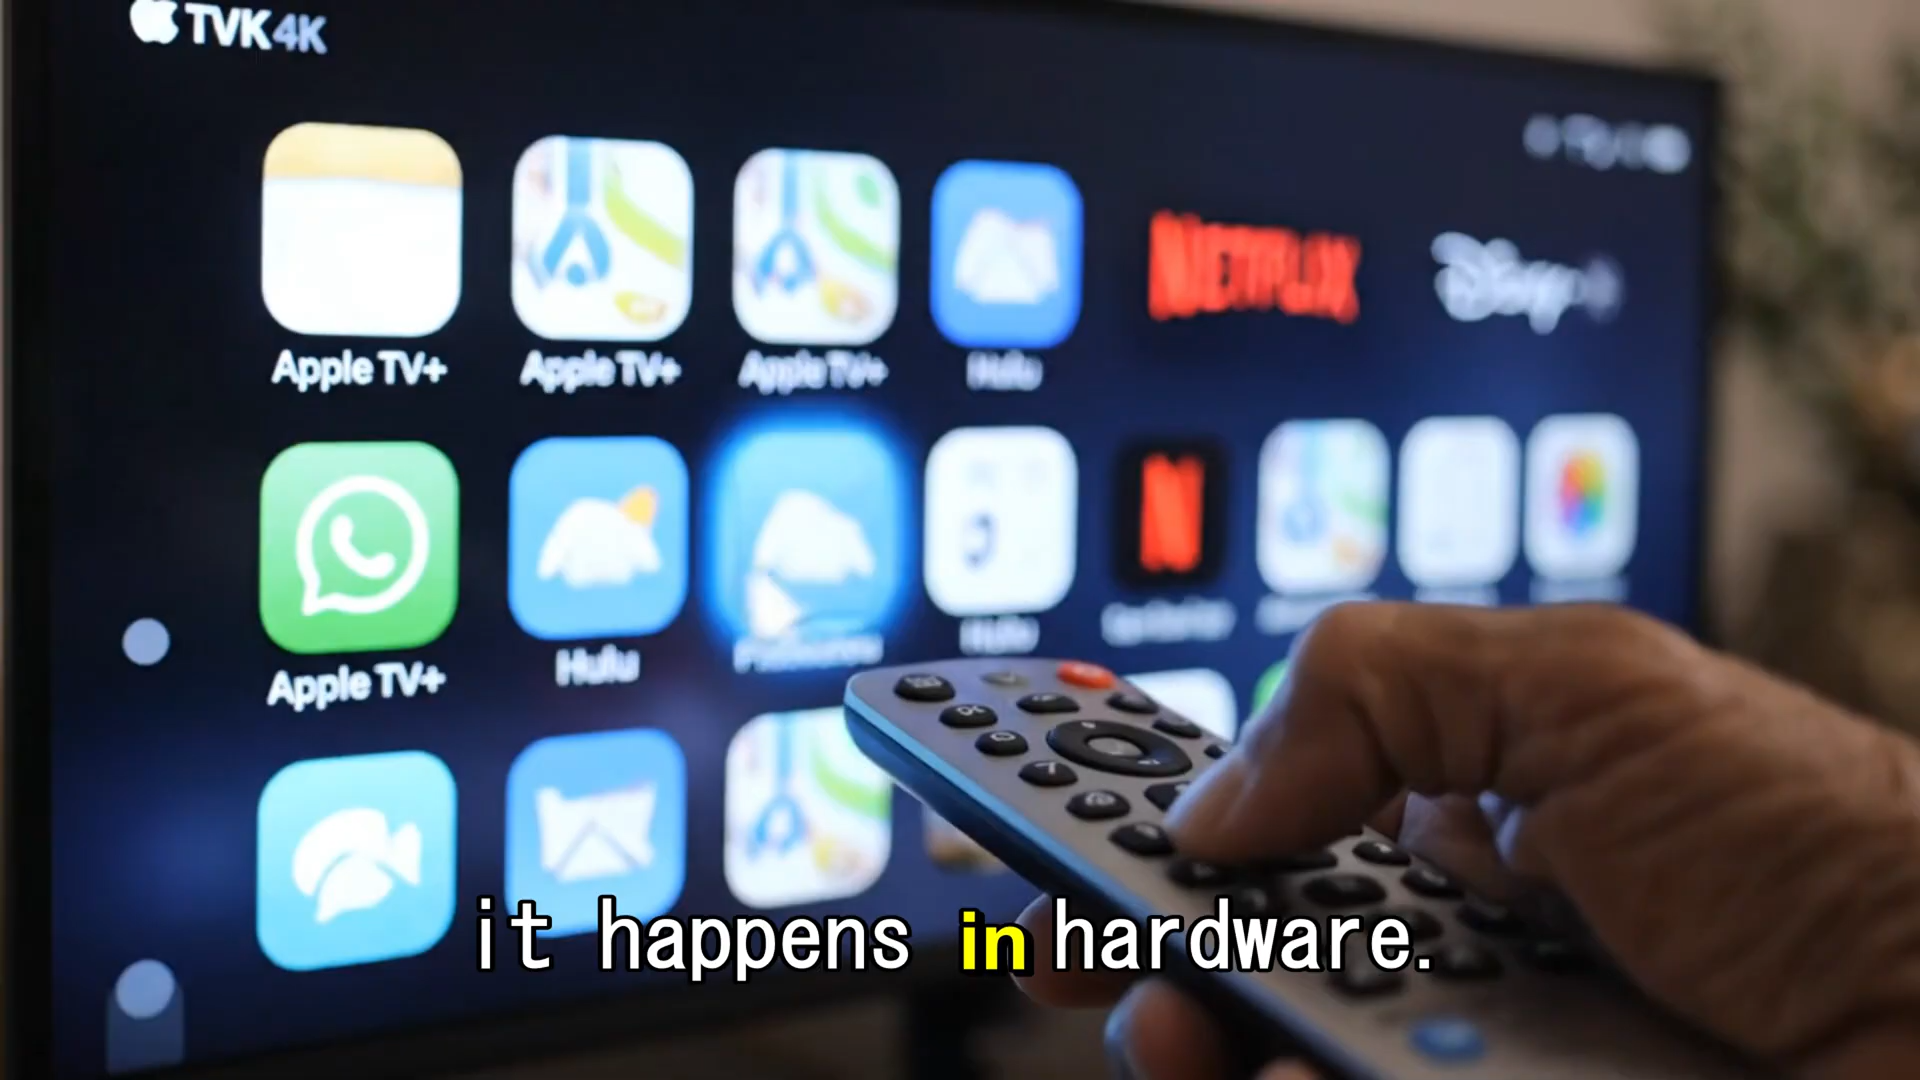 TVK4K
NETFLIX
Apple TV+
Apple TV+
Apple TV+
Hulu
Apple TV+
Hulu
Hulu
N
it happens in hardware.